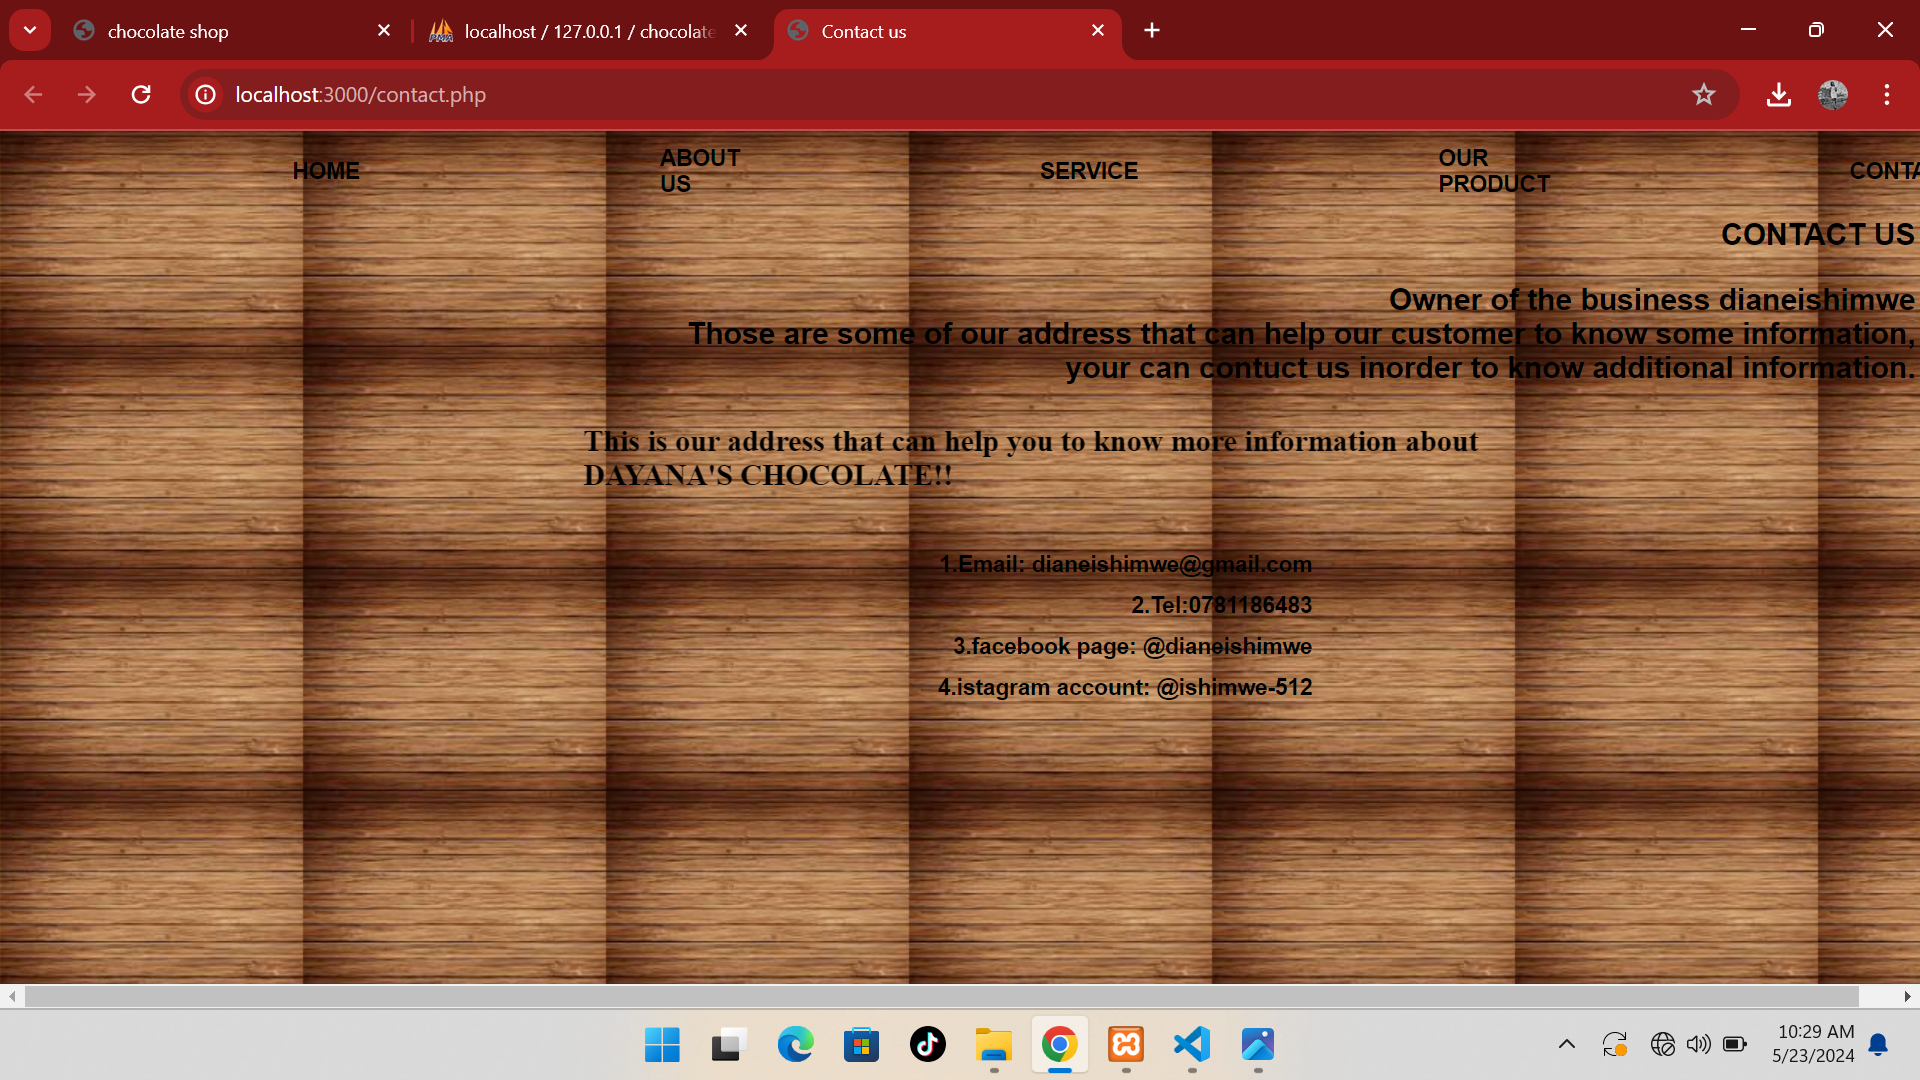 chocolate shop
localhost / 127.0.0.1 / chocolate
Contact us
localhost:3000/contact.php
HOME
ABOUT
US
SERVICE
OUR
PRODUCT
CONTA
CONTACT US
Owner of the business dianeishimwe
Those are some of our address that can help our customer to know some information,
your can contuct us inorder to know additional information.
This is our address that can help you to know more information about
DAYANA'S CHOCOLATE!!
1.Email: dianeishimwe@gmail.com
2.Tel:0781186483
3.facebook page: @dianeishimwe
4.istagram account: @ishimwe-512
10:29 AM
5/23/2024